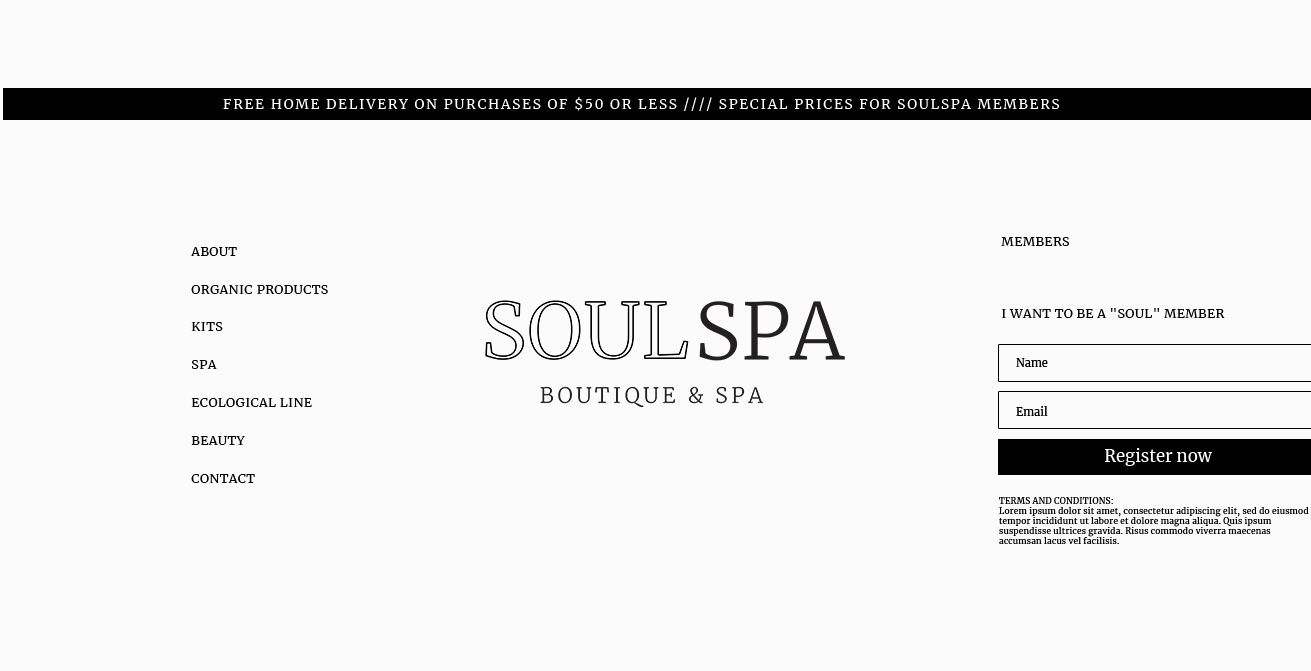 FREE HOME DELIVERY ON PURCHASES OF $50 OR LESS //// SPECIAL PRICES FOR SOULSPA MEMBERS
ABOUT
ORGANIC PRODUCTS
KITS
SPA
ECOLOGICAL LINE
BEAUTY
CONTACT
SOULSPA
BOUTIQUE & SPA
MEMBERS
I WANT TO BE A "SOUL" MEMBER
Name
Email
Register now
TERMS AND CONDITIONS:
Lorem ipsum dolor sit amet, consectetur adipiscing elit, sed do eiusmod
tempor incididunt ut labore et dolore magna aliqua. Quis ipsum
suspendisse ultrices gravida. Risus commodo viverra maecenas
accumsan lacus vel facilisis.